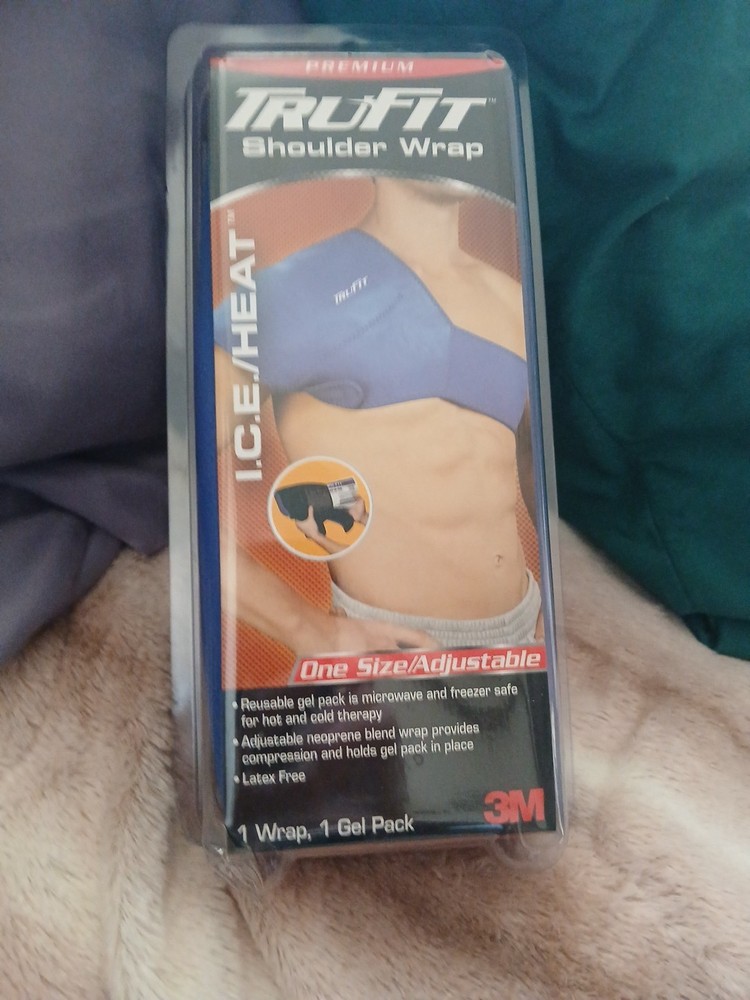 PREMIUM
TRUFIT™
Shoulder Wrap
I.C.E./HEAT™
TRUFIT
One Size/Adjustable
• Reusable gel pack is microwave and freezer safe
for hot and cold therapy
• Adjustable neoprene blend wrap provides
compression and holds gel pack in place
• Latex Free
3M
1 Wrap, 1 Gel Pack